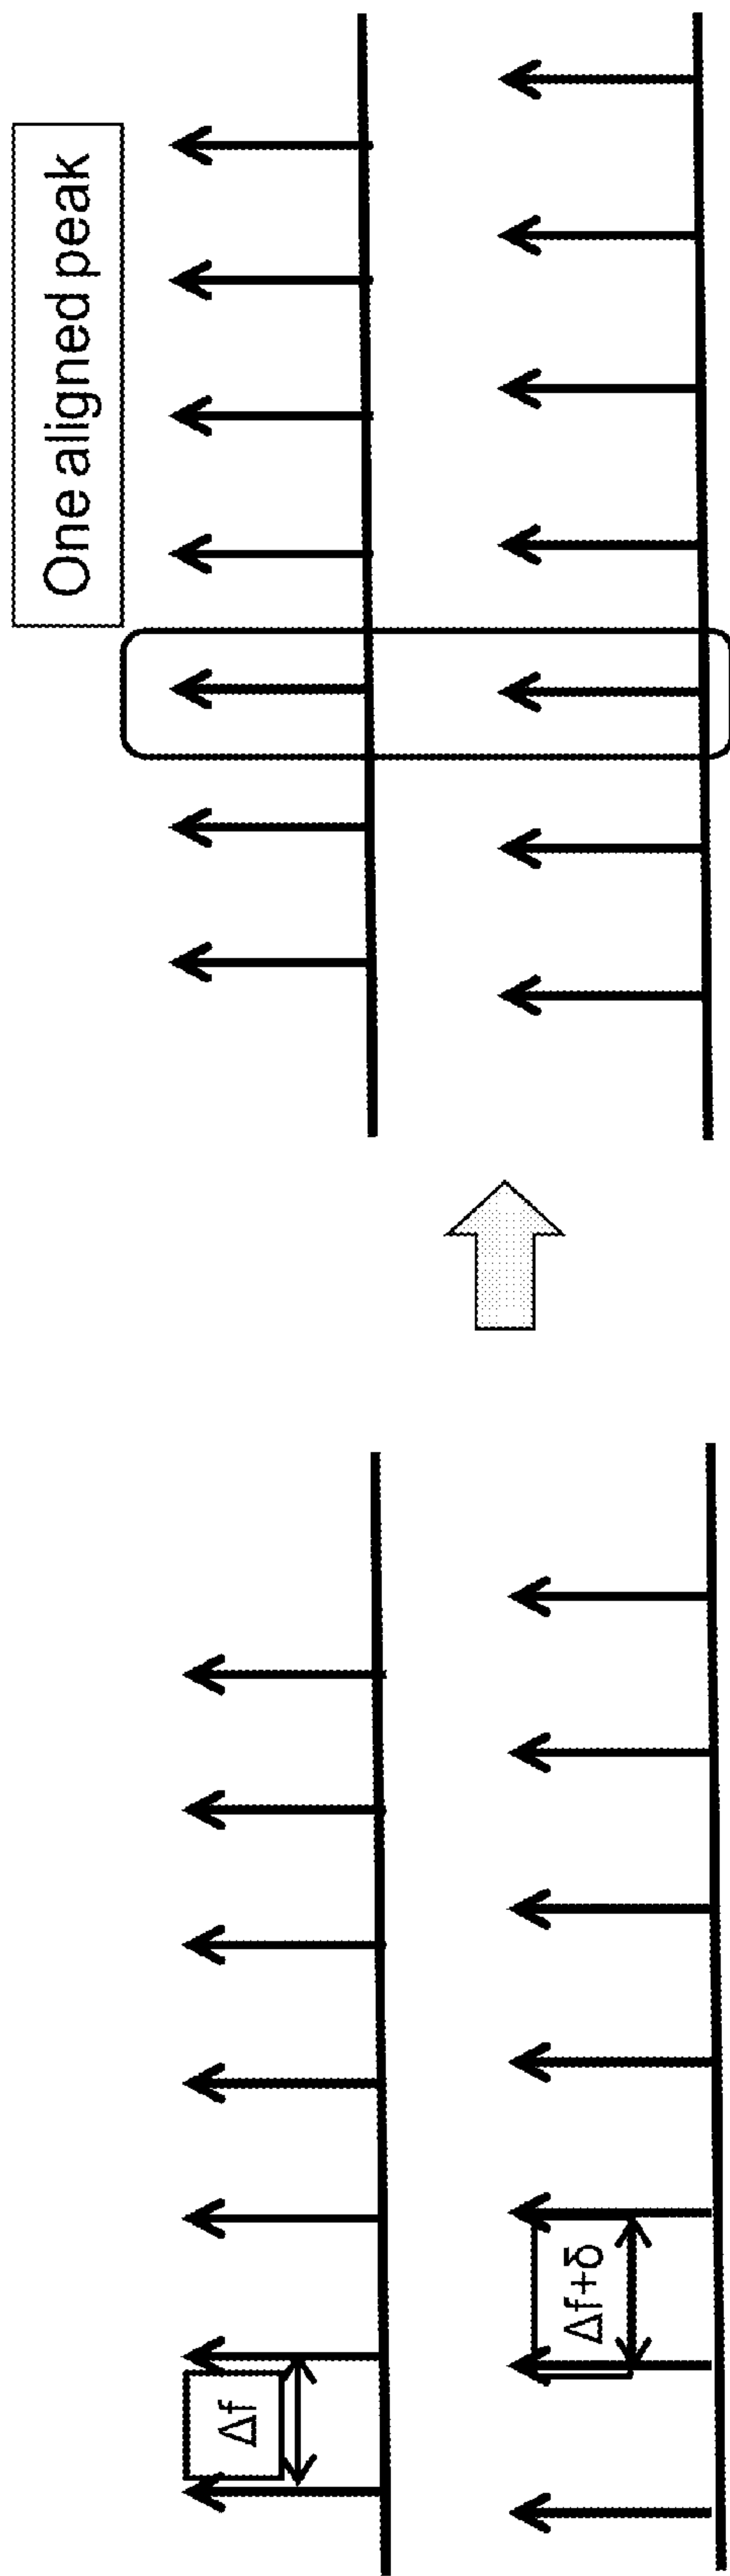 Δf
Δf+δ
One aligned peak